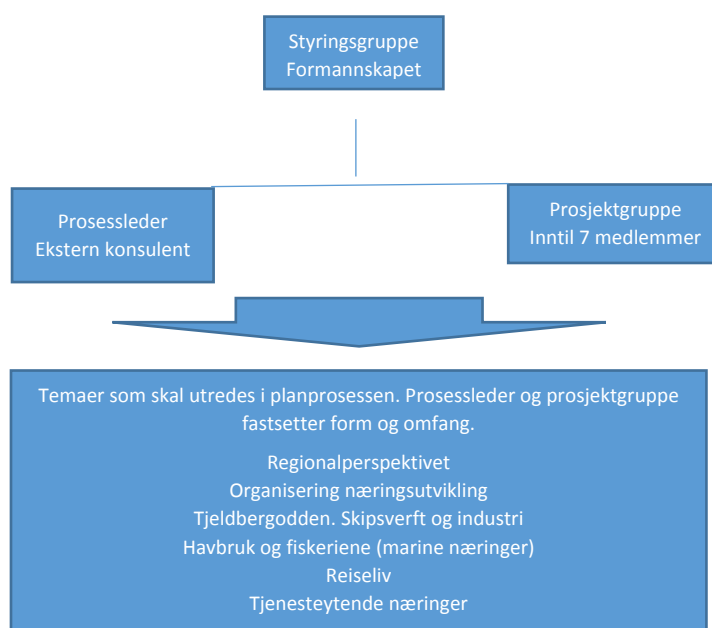 Styringsgruppe
Formannskapet
Prosessleder
Ekstern konsulent
Prosjektgruppe
Inntil 7 medlemmer
Temaer som skal utredes i planprosessen. Prosessleder og prosjektgruppe
fastsetter form og omfang.
Regionalperspektivet
Organisering næringsutvikling
Tjeldbergodden. Skipsverft og industri
Havbruk og fiskeriene (marine næringer)
Reiseliv
Tjenesteytende næringer